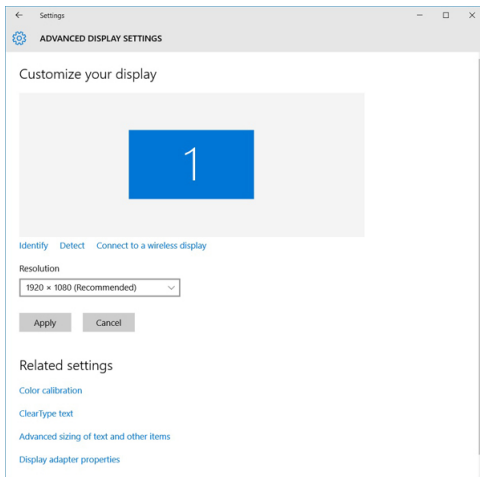 Settings
ADVANCED DISPLAY SETTINGS
Customize your display
1
Identify Detect Connect to a wireless display
Resolution
1920 × 1080 (Recommended)
Apply Cancel
Related settings
Color calibration
ClearType text
Advanced sizing of text and other items
Display adapter properties